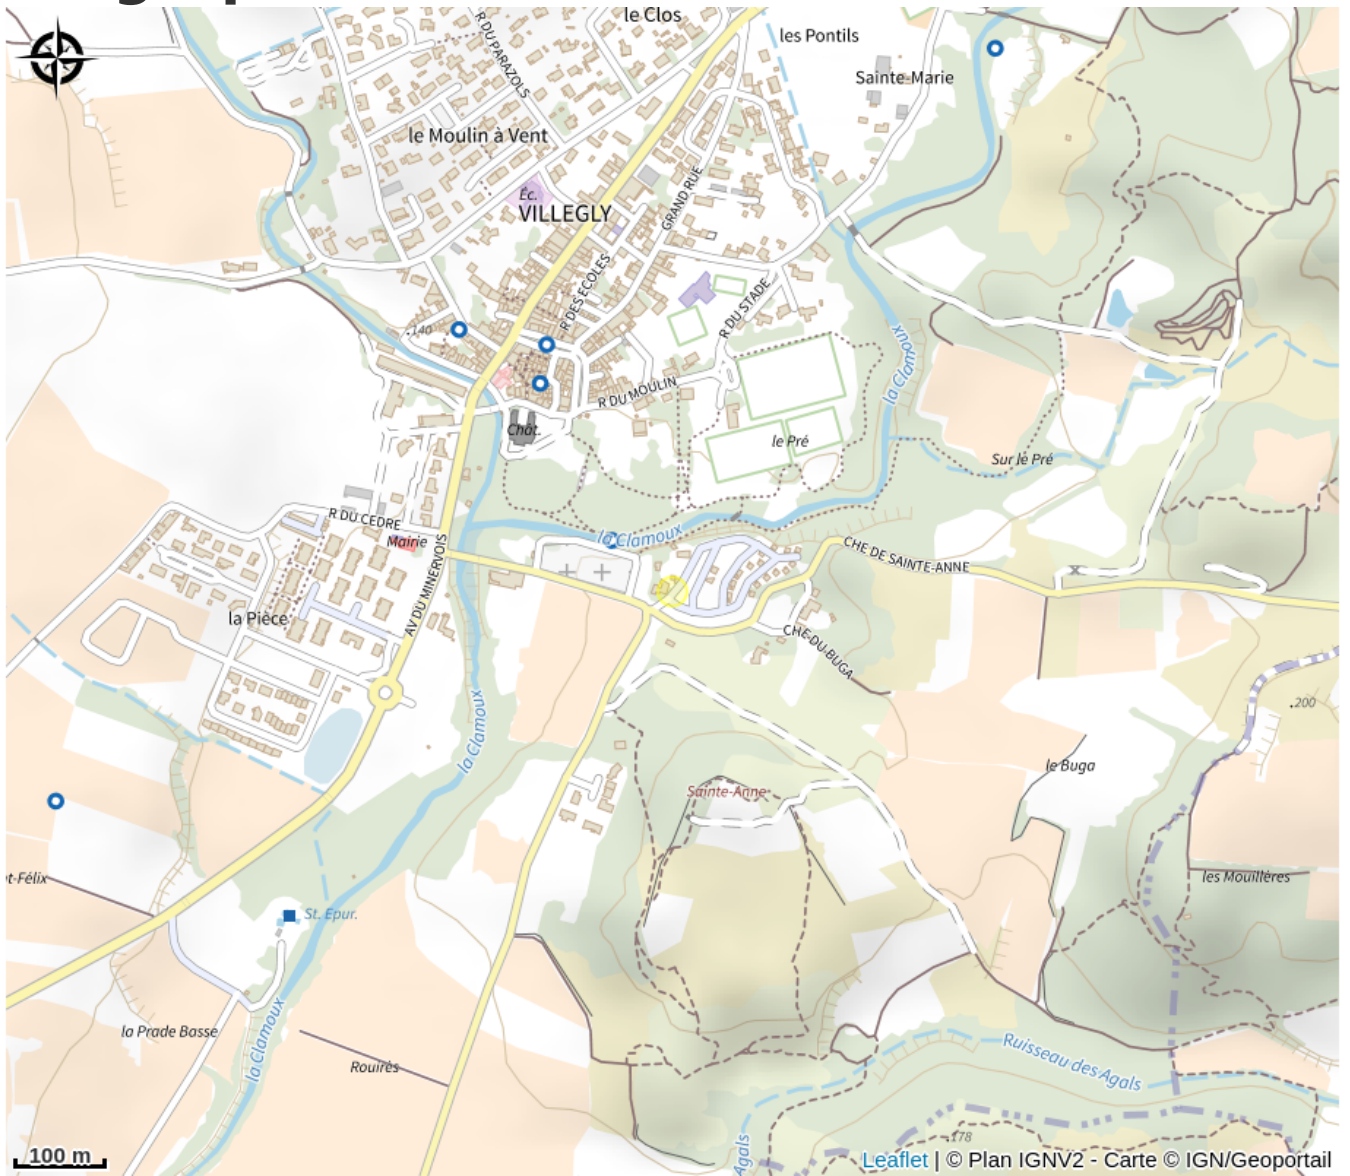 le Clos
les Pontils
R DU PARAZOLS
Sainte-Marie
le Moulin à Vent
Éc.
VILLEGLY
GRAND RUE
R DES ECOLES
R DU STADE
.140
la Clamoux
R DU MOULIN
Chât.
le Pré
Sur le Pré
R DU CEDRE
Mairie
la Clamoux
CHE DE SAINTE-ANNE
AV DU MINERVOIS
la Pièce
CHE DU BUGA
la Clamoux
.200
le Buga
Sainte-Anne
t-Félix
les Mouillères
St. Epur.
la Prade Basse
la Clamoux
Rouirès
Ruisseau des Agals
.178
Agals
100 m
Leaflet | © Plan IGNV2 - Carte © IGN/Geoportail